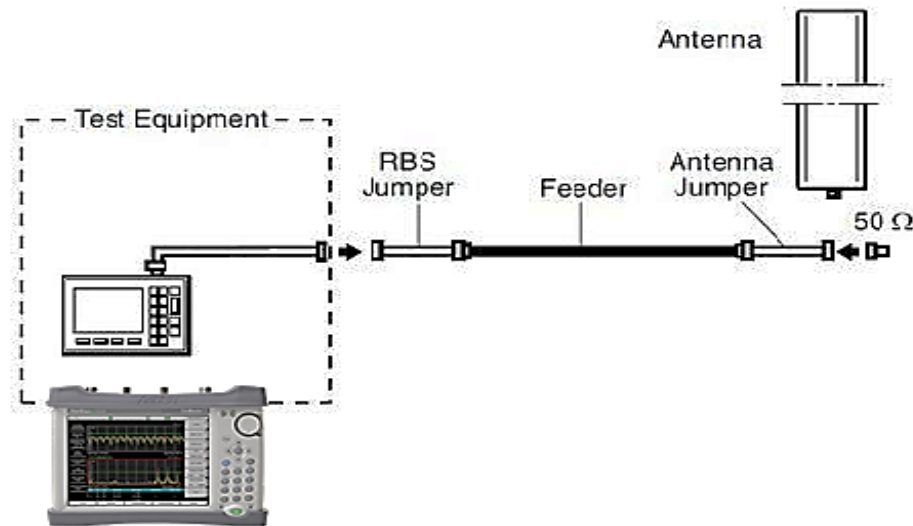 Antenna
Test Equipment
RBS
Jumper
Feeder
Antenna
Jumper
50 Ω